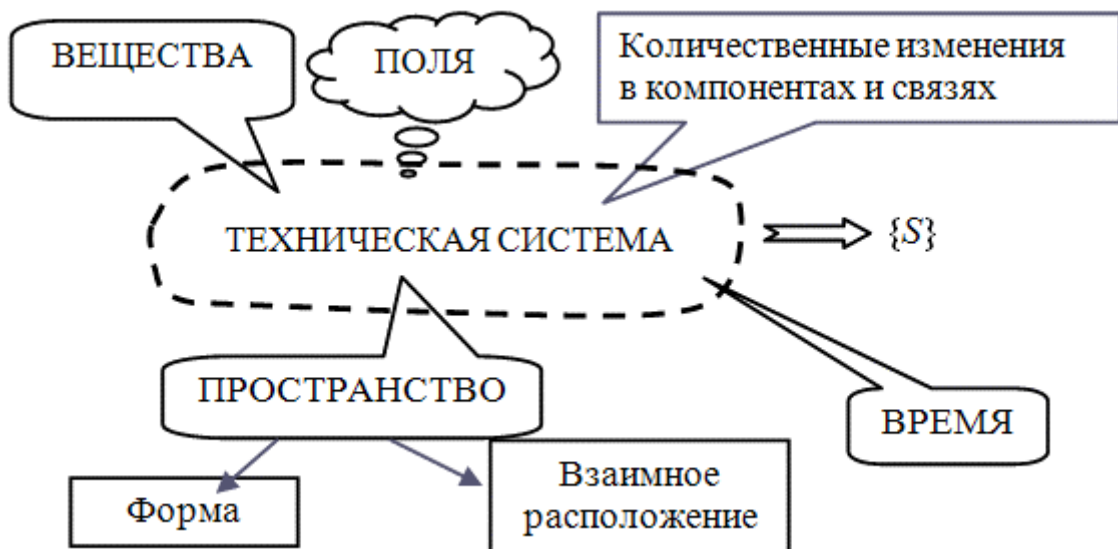 ВЕЩЕСТВА
ПОЛЯ
Количественные изменения
в компонентах и связях
ТЕХНИЧЕСКАЯ СИСТЕМА
{S}
ПРОСТРАНСТВО
ВРЕМЯ
Форма
Взаимное
расположение